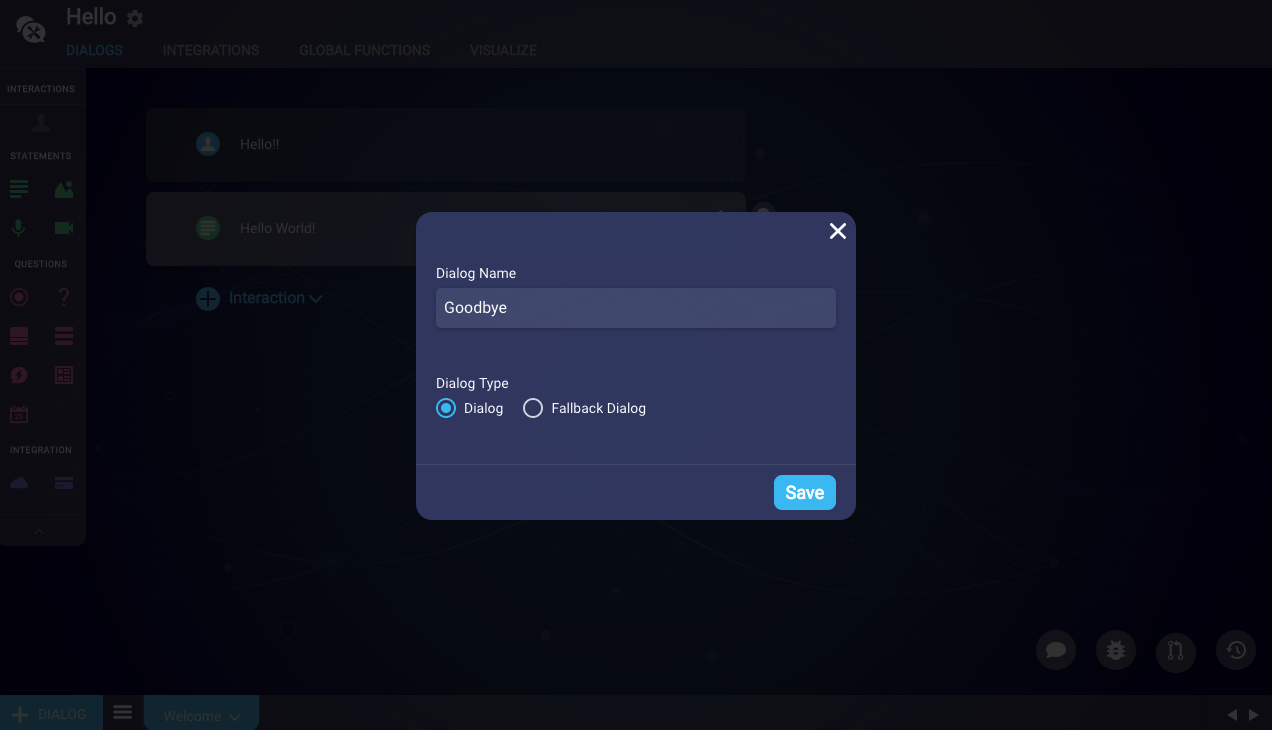 Hello
DIALOGS INTEGRATIONS GLOBAL FUNCTIONS VISUALIZE
INTERACTIONS
Hello!!
STATEMENTS
Hello World!
QUESTIONS
Interaction
Dialog Name
Goodbye
Dialog Type
Dialog Fallback Dialog
INTEGRATION
Save
DIALOG Welcome